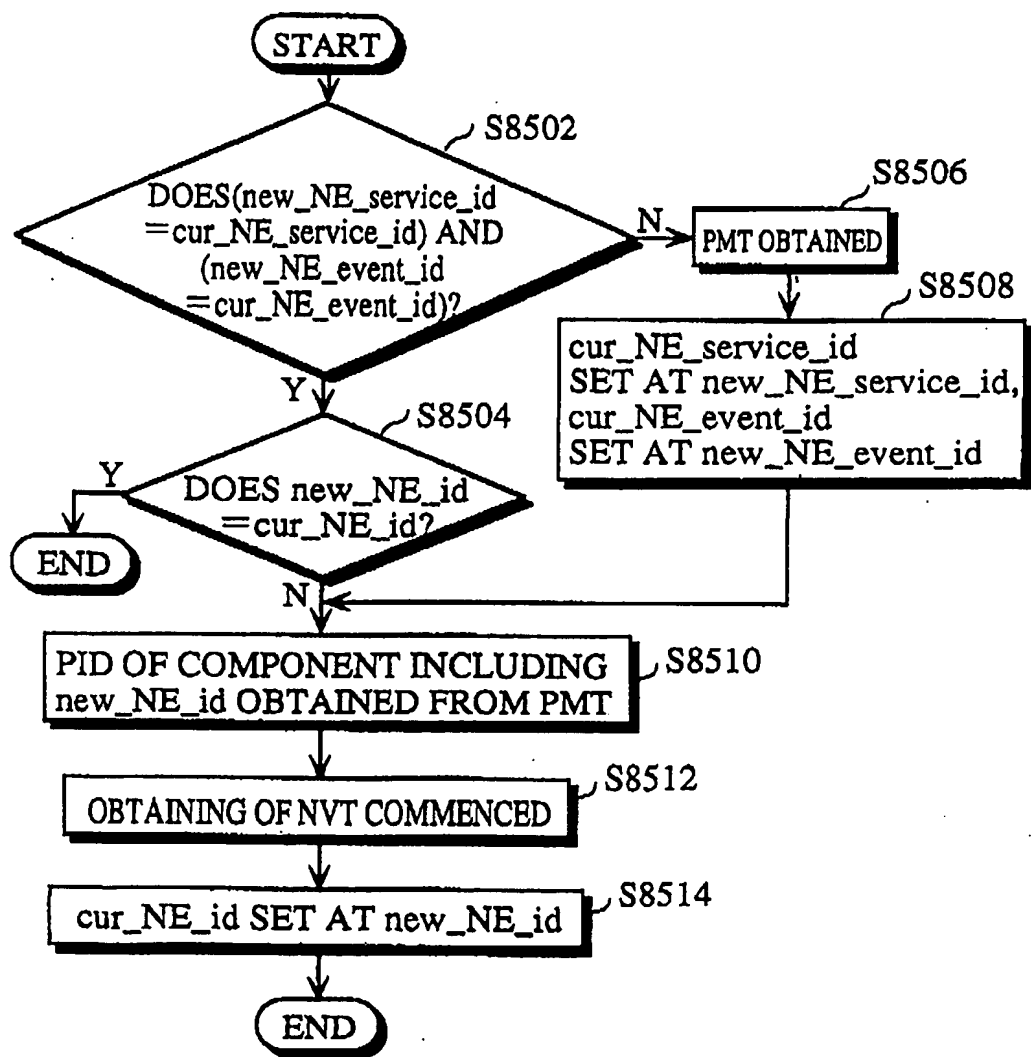 START
S8502
DOES(new_NE_service_id
=cur_NE_service_id) AND
(new_NE_event_id
=cur_NE_event_id)?
N
S8506
PMT OBTAINED
S8508
cur_NE_service_id
SET AT new_NE_service_id,
cur_NE_event_id
SET AT new_NE_event_id
Y
S8504
DOES new_NE_id
=cur_NE_id?
Y
END
N
PID OF COMPONENT INCLUDING
new_NE_id OBTAINED FROM PMT
S8510
OBTAINING OF NVT COMMENCED
S8512
cur_NE_id SET AT new_NE_id
S8514
END